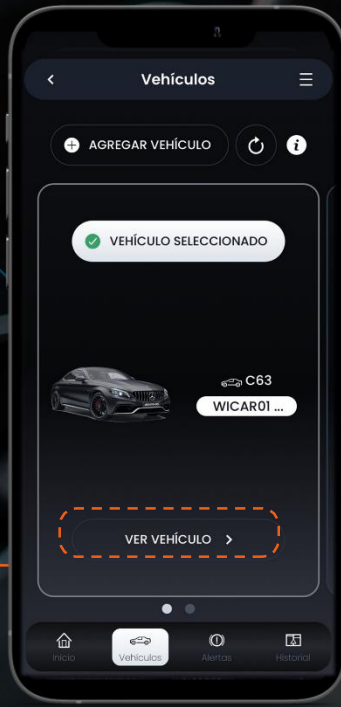 Vehículos
AGREGAR VEHÍCULO
VEHÍCULO SELECCIONADO
C63
WICAR01 ...
VER VEHÍCULO
Inicio
Vehículos
Alertas
Historial